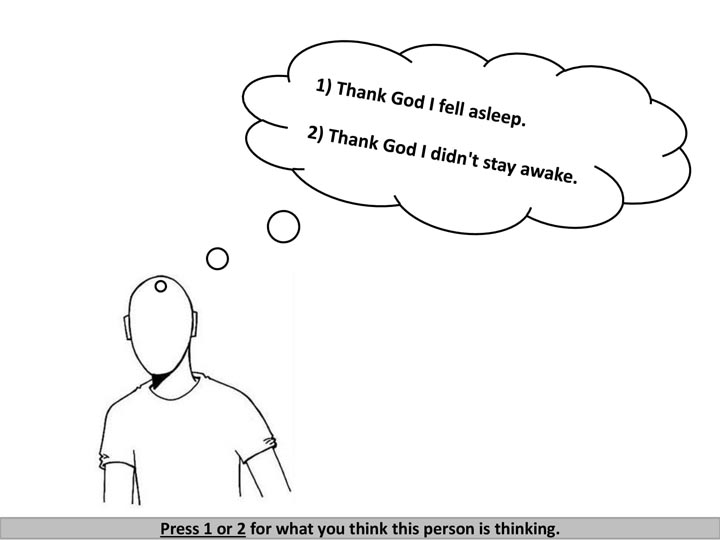 1) Thank God I fell asleep.
2) Thank God I didn't stay awake.
Press 1 or 2 for what you think this person is thinking.